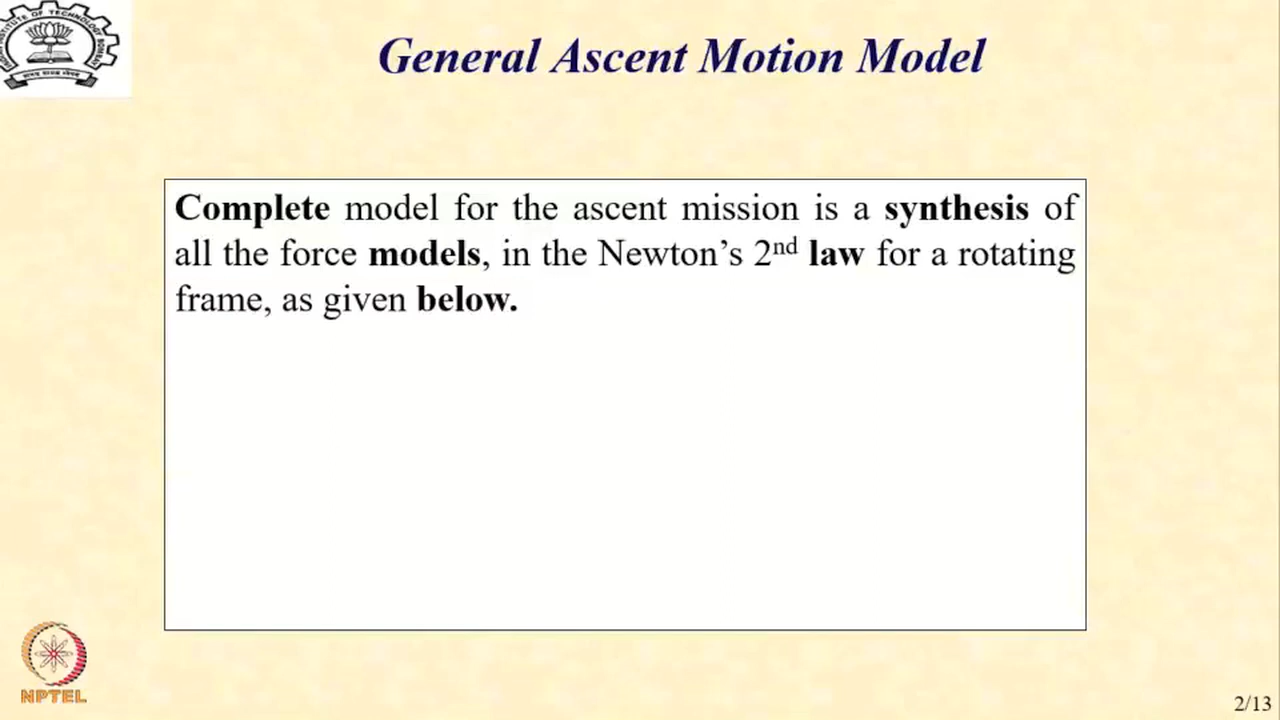 General Ascent Motion Model
Complete model for the ascent mission is a synthesis of
all the force models, in the Newton's 2nd law for a rotating
frame, as given below.
NPTEL
2/13